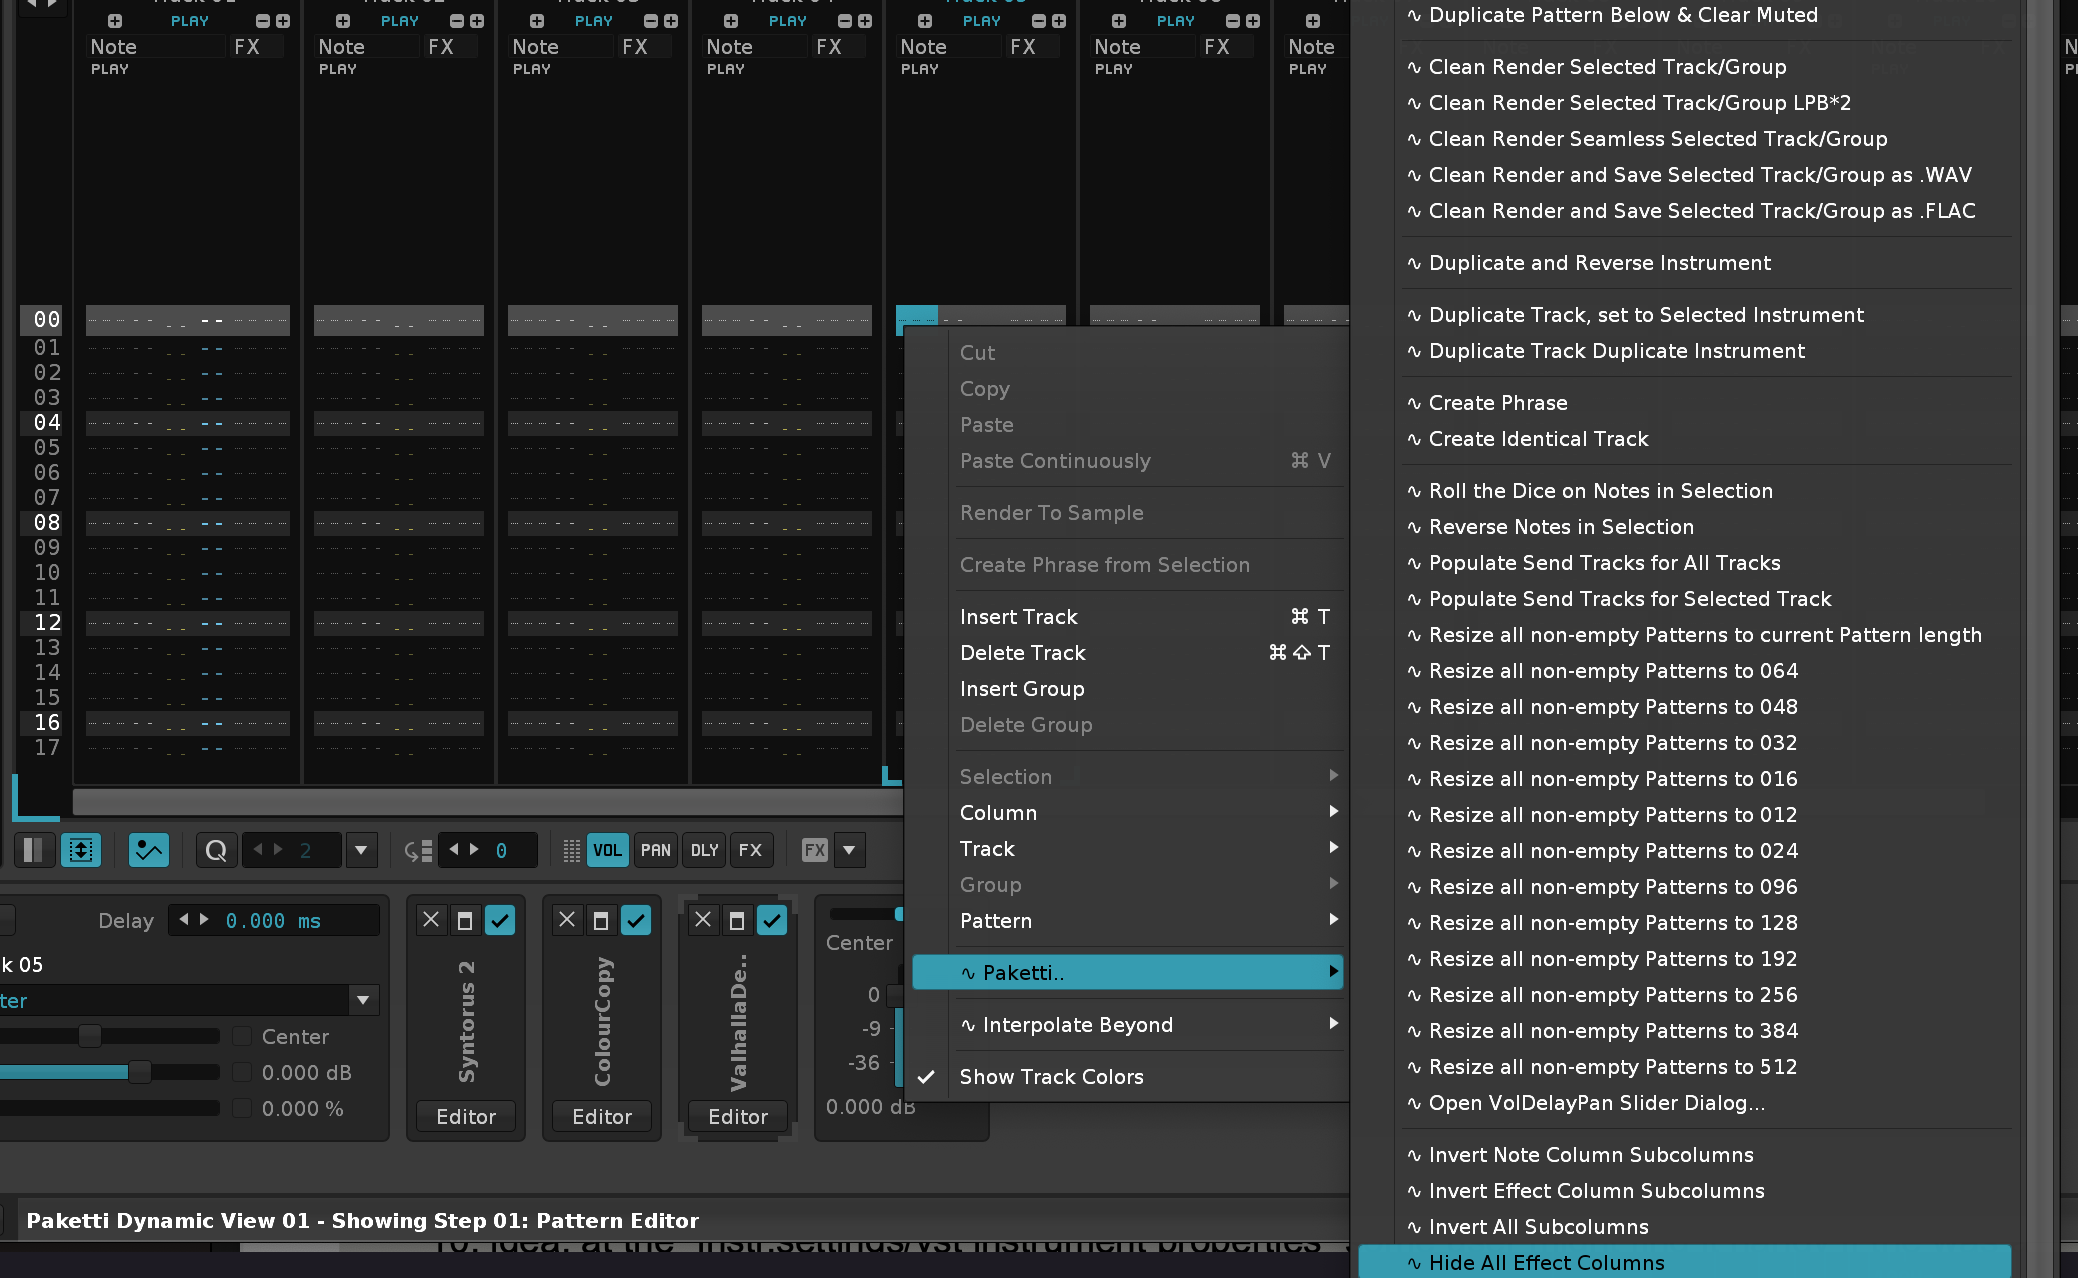 PLAY PLAY PLAY PLAY PLAY PLAY
Note FX Note FX Note FX Note FX Note FX Note FX Note
PLAY PLAY PLAY PLAY PLAY PLAY PLAY
00
01
02
03
04
05
06
07
08
09
10
11
12
13
14
15
16
17
Q 2 0 VOL PAN DLY FX FX
Delay 0.000 ms
k 05
ter
Center
0.000 dB
0.000 %
Syntorus 2
Editor
ColourCopy
Editor
ValhallaDe..
Editor
Center
0
-9
-36
0.000 dB
Cut
Copy
Paste
Paste Continuously ⌘ V
Render To Sample
Create Phrase from Selection
Insert Track ⌘ T
Delete Track ⌘⇧T
Insert Group
Delete Group
Selection
Column
Track
Group
Pattern
∿ Paketti..
∿ Interpolate Beyond
Show Track Colors
∿ Duplicate Pattern Below & Clear Muted
∿ Clean Render Selected Track/Group
∿ Clean Render Selected Track/Group LPB*2
∿ Clean Render Seamless Selected Track/Group
∿ Clean Render and Save Selected Track/Group as .WAV
∿ Clean Render and Save Selected Track/Group as .FLAC
∿ Duplicate and Reverse Instrument
∿ Duplicate Track, set to Selected Instrument
∿ Duplicate Track Duplicate Instrument
∿ Create Phrase
∿ Create Identical Track
∿ Roll the Dice on Notes in Selection
∿ Reverse Notes in Selection
∿ Populate Send Tracks for All Tracks
∿ Populate Send Tracks for Selected Track
∿ Resize all non-empty Patterns to current Pattern length
∿ Resize all non-empty Patterns to 064
∿ Resize all non-empty Patterns to 048
∿ Resize all non-empty Patterns to 032
∿ Resize all non-empty Patterns to 016
∿ Resize all non-empty Patterns to 012
∿ Resize all non-empty Patterns to 024
∿ Resize all non-empty Patterns to 096
∿ Resize all non-empty Patterns to 128
∿ Resize all non-empty Patterns to 192
∿ Resize all non-empty Patterns to 256
∿ Resize all non-empty Patterns to 384
∿ Resize all non-empty Patterns to 512
∿ Open VolDelayPan Slider Dialog...
∿ Invert Note Column Subcolumns
∿ Invert Effect Column Subcolumns
∿ Invert All Subcolumns
∿ Hide All Effect Columns
Paketti Dynamic View 01 - Showing Step 01: Pattern Editor